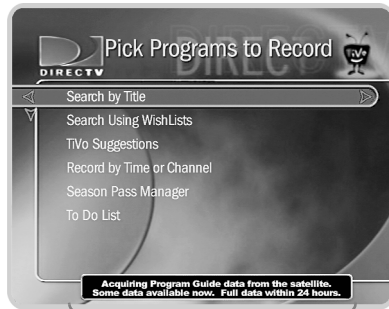 Pick Programs to Record
DIRECTV
TiVo
Search by Title
Search Using WishLists
TiVo Suggestions
Record by Time or Channel
Season Pass Manager
To Do List
Acquiring Program Guide data from the satellite.
Some data available now. Full data within 24 hours.